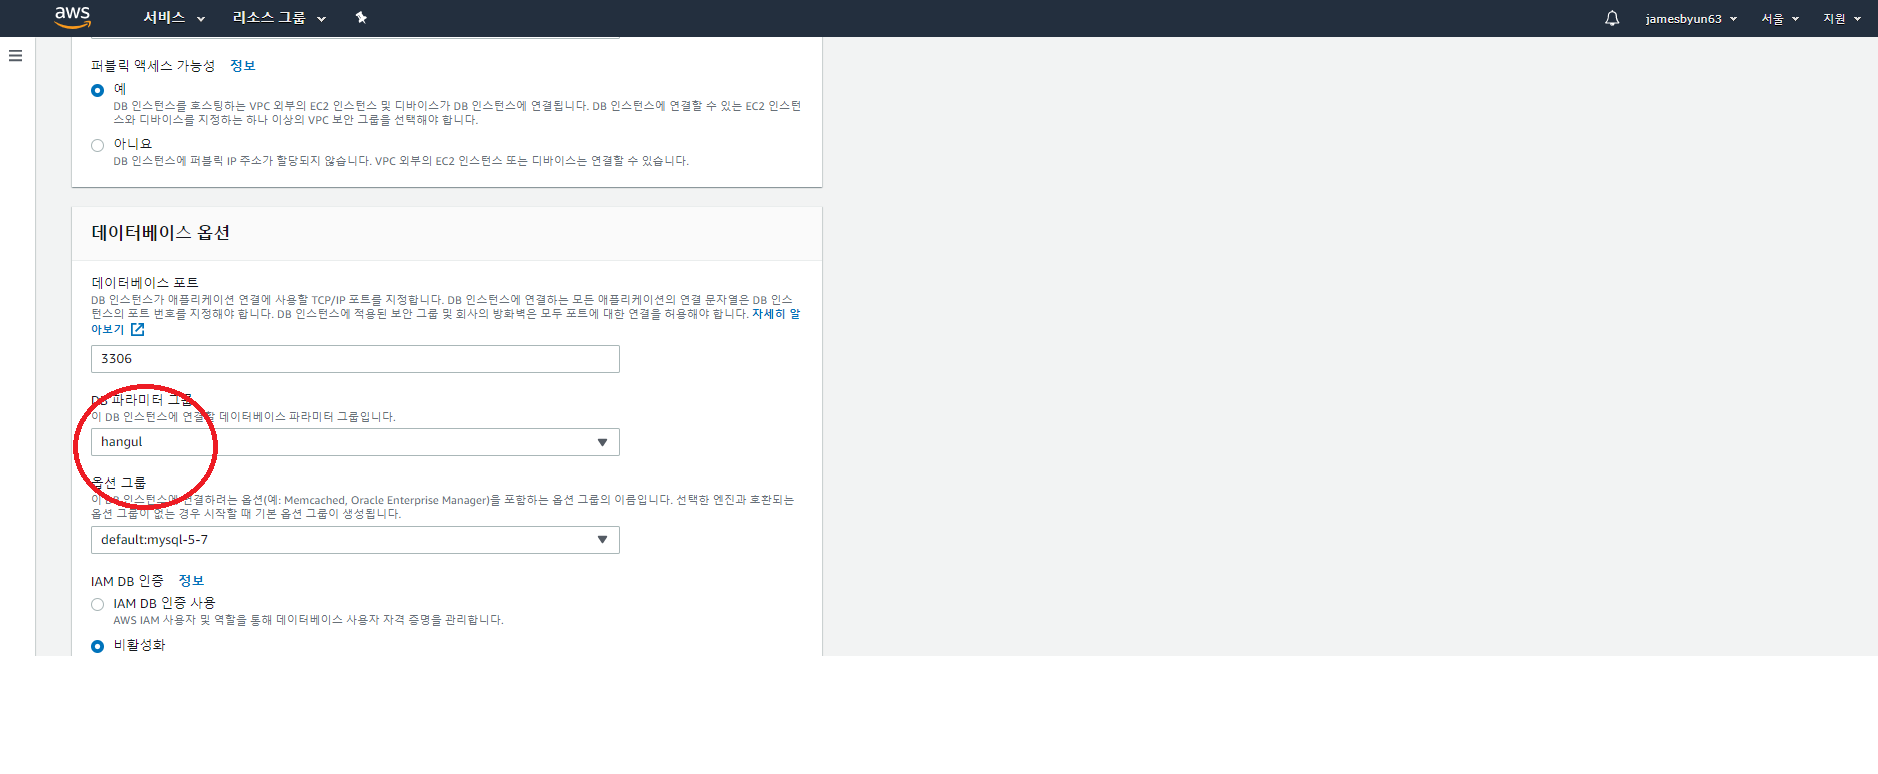 aws 서비스 리소스 그룹 jamesbyun63 서울 지원
퍼블릭 액세스 가능성 정보
예
DB 인스턴스를 호스팅하는 VPC 외부의 EC2 인스턴스 및 디바이스가 DB 인스턴스에 연결됩니다. DB 인스턴스에 연결할 수 있는 EC2 인스턴
스와 디바이스를 지정하는 하나 이상의 VPC 보안 그룹을 선택해야 합니다.
아니요
DB 인스턴스에 퍼블릭 IP 주소가 할당되지 않습니다. VPC 외부의 EC2 인스턴스 또는 디바이스는 연결할 수 있습니다.
데이터베이스 옵션
데이터베이스 포트
DB 인스턴스가 애플리케이션 연결에 사용할 TCP/IP 포트를 지정합니다. DB 인스턴스에 연결하는 모든 애플리케이션의 연결 문자열은 DB 인스
턴스의 포트 번호를 지정해야 합니다. DB 인스턴스에 적용된 보안 그룹 및 회사의 방화벽은 모두 포트에 대한 연결을 허용해야 합니다. 자세히 알
아보기
3306
DB 파라미터 그룹
이 DB 인스턴스에 연결할 데이터베이스 파라미터 그룹입니다.
hangul
옵션 그룹
이 DB 인스턴스에 연결하려는 옵션(예: Memcached, Oracle Enterprise Manager)을 포함하는 옵션 그룹의 이름입니다. 선택한 엔진과 호환되는
옵션 그룹이 없는 경우 시작할 때 기본 옵션 그룹이 생성됩니다.
default:mysql-5-7
IAM DB 인증 정보
IAM DB 인증 사용
AWS IAM 사용자 및 역할을 통해 데이터베이스 사용자 자격 증명을 관리합니다.
비활성화